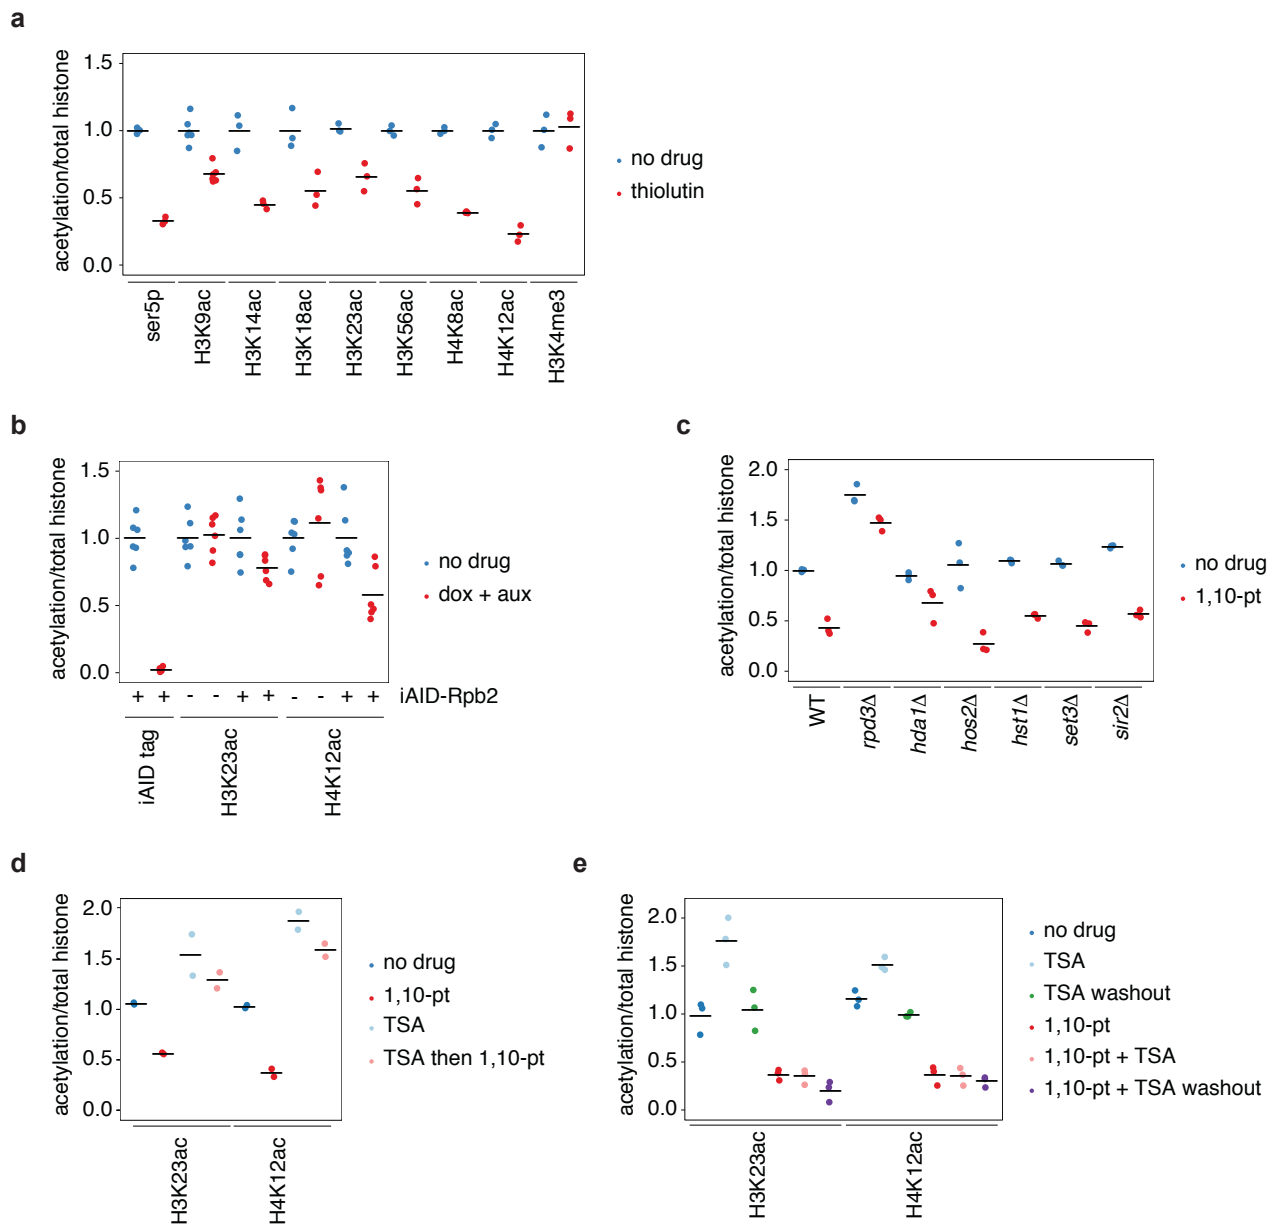 a
acetylation/total histone
1.5
1.0
0.5
0.0
ser5p
H3K9ac
H3K14ac
H3K18ac
H3K23ac
H3K56ac
H4K8ac
H4K12ac
H3K4me3
no drug
thiolutin
b
acetylation/total histone
1.5
1.0
0.5
0.0
+ + - - + + - - + + iAID-Rpb2
iAID tag
H3K23ac
H4K12ac
no drug
dox + aux
c
acetylation/total histone
2.0
1.5
1.0
0.5
0.0
WT
rpd3Δ
hda1Δ
hos2Δ
hst1Δ
set3Δ
sir2Δ
no drug
1,10-pt
d
acetylation/total histone
2.0
1.5
1.0
0.5
0.0
H3K23ac
H4K12ac
no drug
1,10-pt
TSA
TSA then 1,10-pt
e
acetylation/total histone
2.0
1.5
1.0
0.5
0.0
H3K23ac
H4K12ac
no drug
TSA
TSA washout
1,10-pt
1,10-pt + TSA
1,10-pt + TSA washout